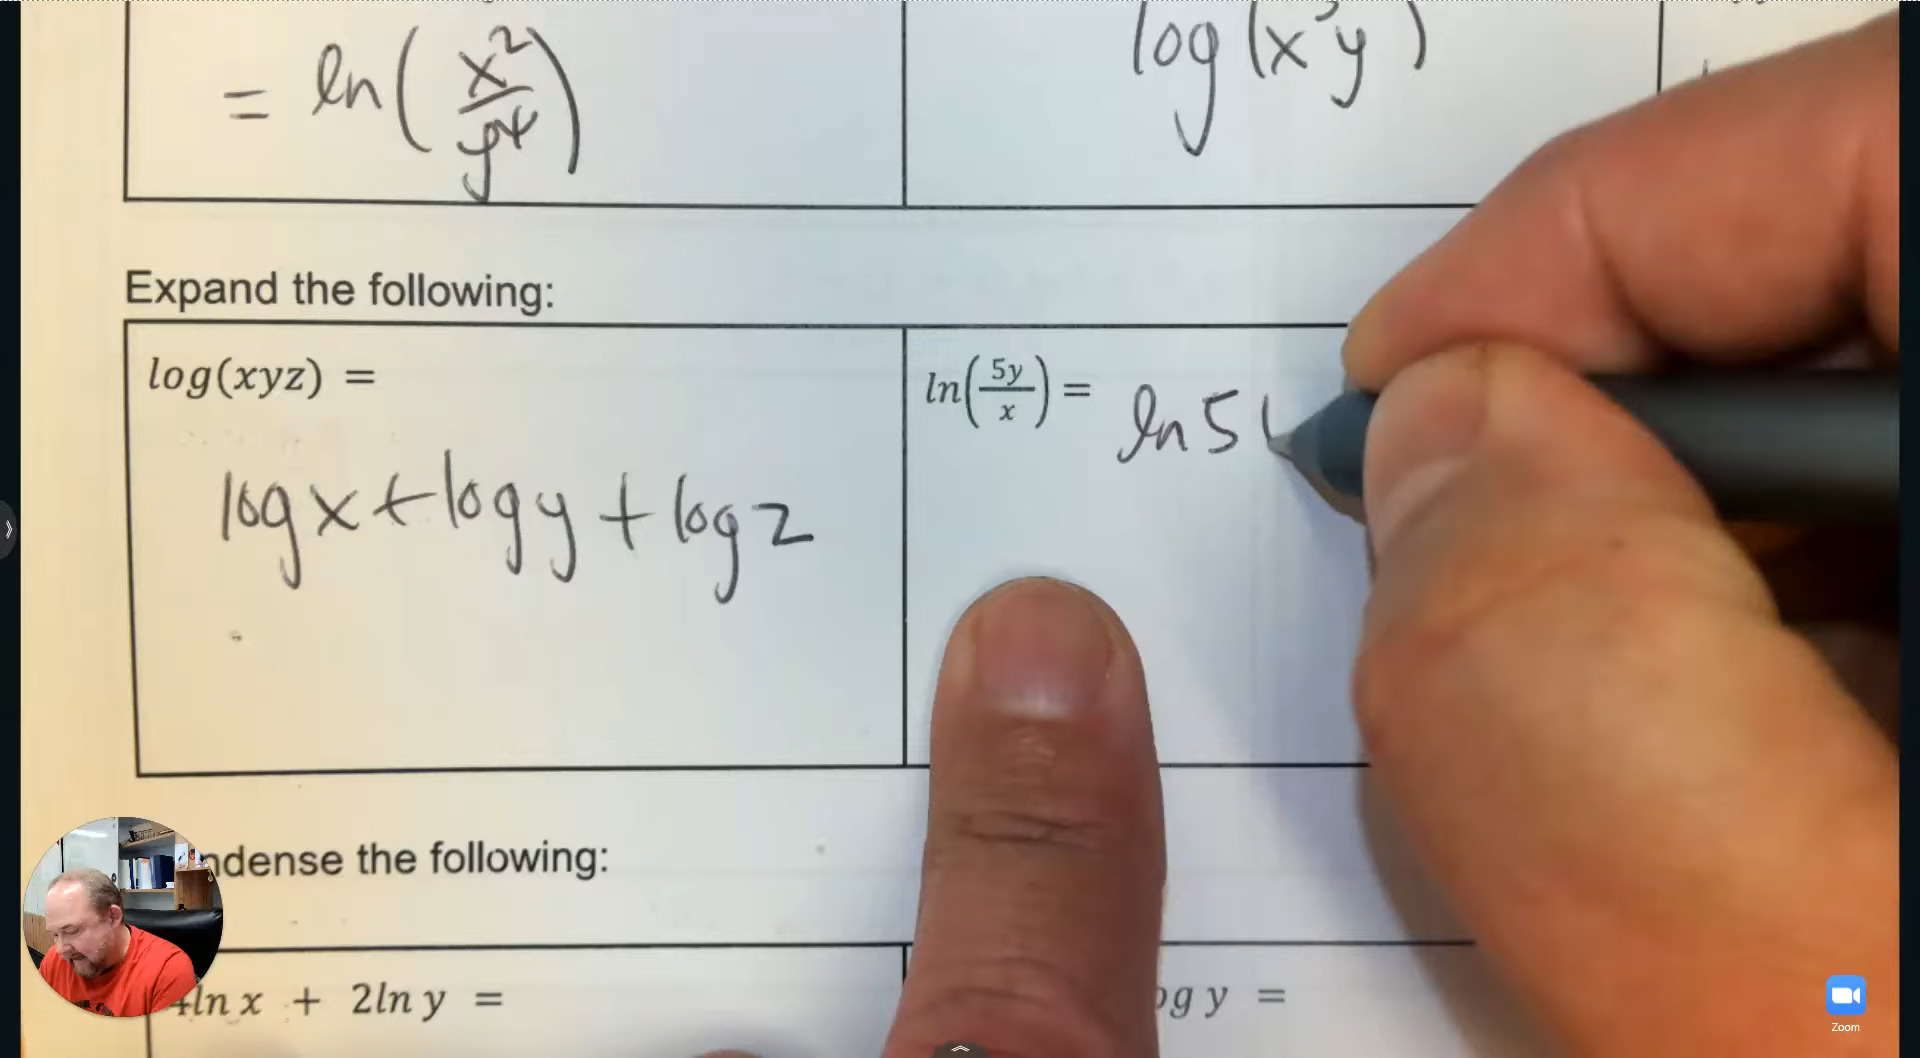 = ln(x²/y⁴)
log(x³y)
Expand the following:
log(xyz) =
log x + log y + log z
ln(5y/x) = ln 5
ndense the following:
ln x + 2ln y =
og y =
Zoom